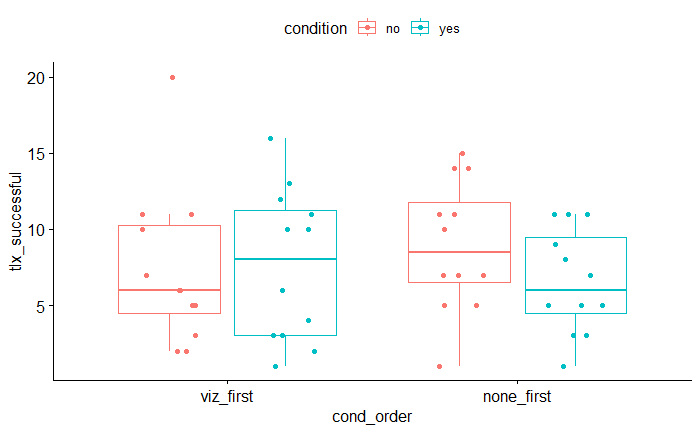 condition no yes
20
15
10
5
tlx_successful
viz_first none_first
cond_order